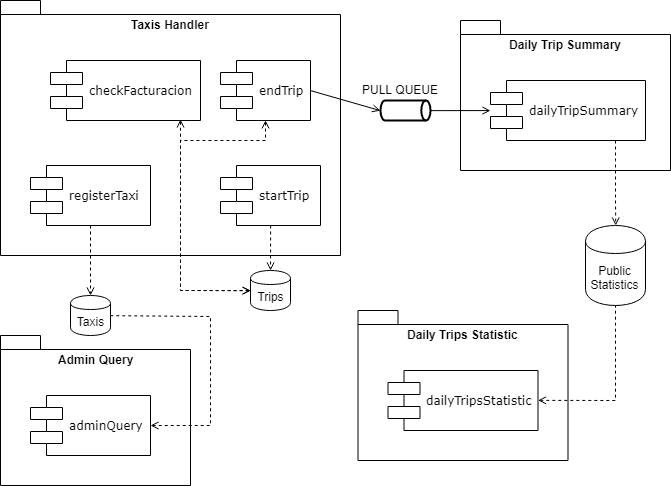 Taxis Handler
Daily Trip Summary
checkFacturacion
endTrip
PULL QUEUE
dailyTripSummary
registerTaxi
startTrip
Trips
Public
Statistics
Taxis
Daily Trips Statistic
Admin Query
dailyTripsStatistic
adminQuery